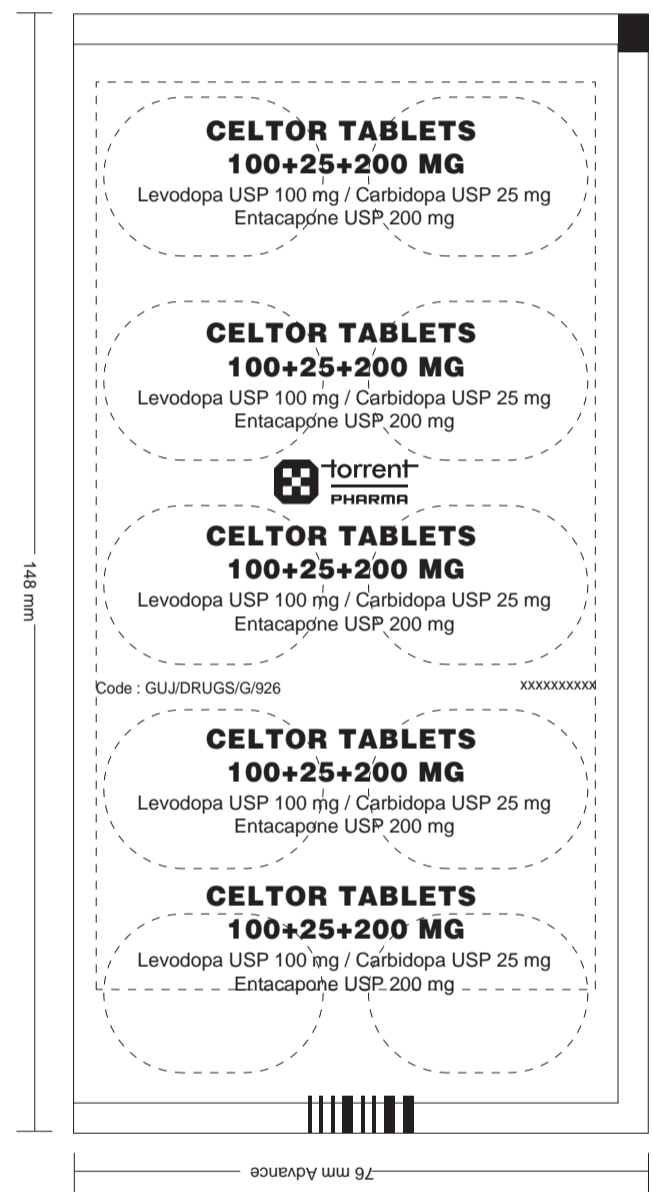 CELTOR TABLETS
100+25+200 MG
Levodopa USP 100 mg / Carbidopa USP 25 mg
Entacapone USP 200 mg
CELTOR TABLETS
100+25+200 MG
Levodopa USP 100 mg / Carbidopa USP 25 mg
Entacapone USP 200 mg
torrent
PHARMA
CELTOR TABLETS
100+25+200 MG
Levodopa USP 100 mg / Carbidopa USP 25 mg
Entacapone USP 200 mg
148 mm
Code : GUJ/DRUGS/G/926 xxxxxxxxxx
CELTOR TABLETS
100+25+200 MG
Levodopa USP 100 mg / Carbidopa USP 25 mg
Entacapone USP 200 mg
CELTOR TABLETS
100+25+200 MG
Levodopa USP 100 mg / Carbidopa USP 25 mg
Entacapone USP 200 mg
76 mm Advance